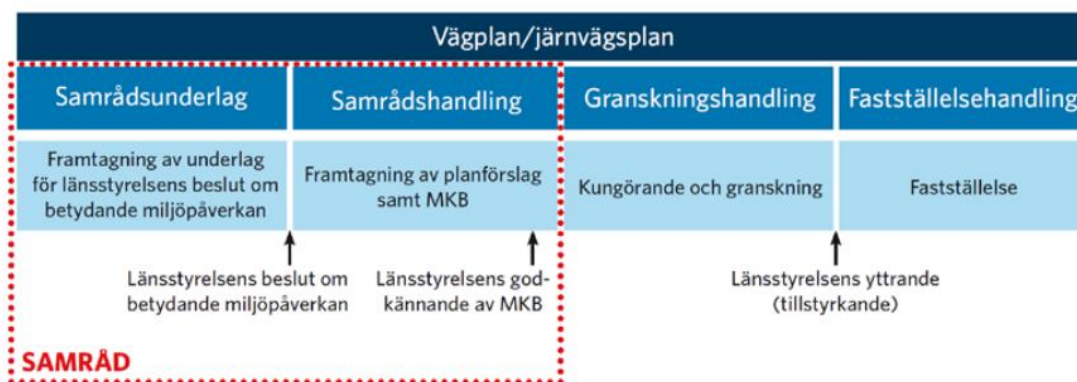 Vägplan/järnvägsplan
Samrådsunderlag
Samrådshandling
Granskningshandling
Fastställelsehandling
Framtagning av underlag
för länsstyrelsens beslut om
betydande miljöpåverkan
Framtagning av planförslag
samt MKB
Kungörande och granskning
Fastställelse
Länsstyrelsens beslut om
betydande miljöpåverkan
Länsstyrelsens god-
kännande av MKB
Länsstyrelsens yttrande
(tillstyrkande)
SAMRÅD